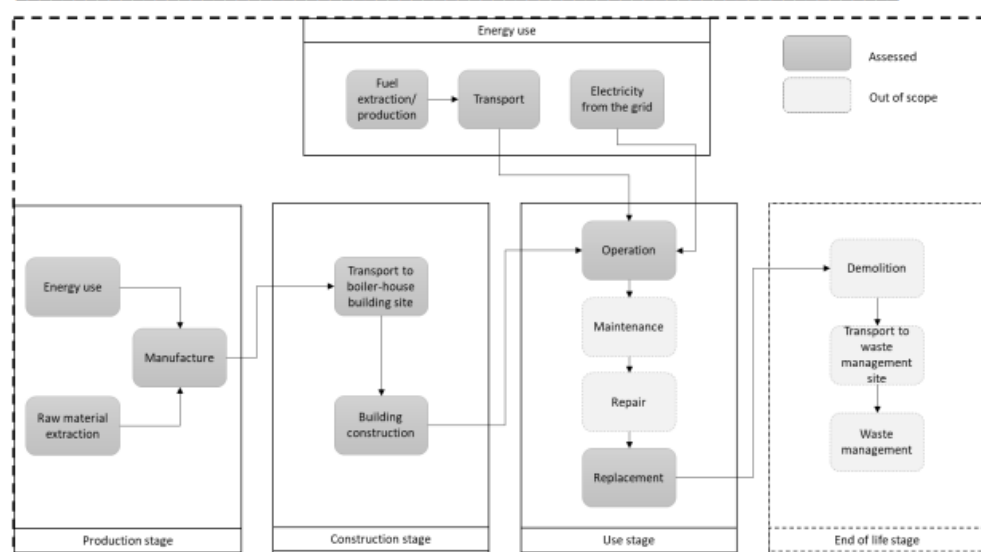 Energy use
Fuel
extraction/
production
Transport
Electricity
from the grid
Assessed
Out of scope
Energy use
Manufacture
Raw material
extraction
Production stage
Transport to
boiler-house
building site
Building
construction
Construction stage
Operation
Maintenance
Repair
Replacement
Use stage
Demolition
Transport to
waste
management
site
Waste
management
End of life stage